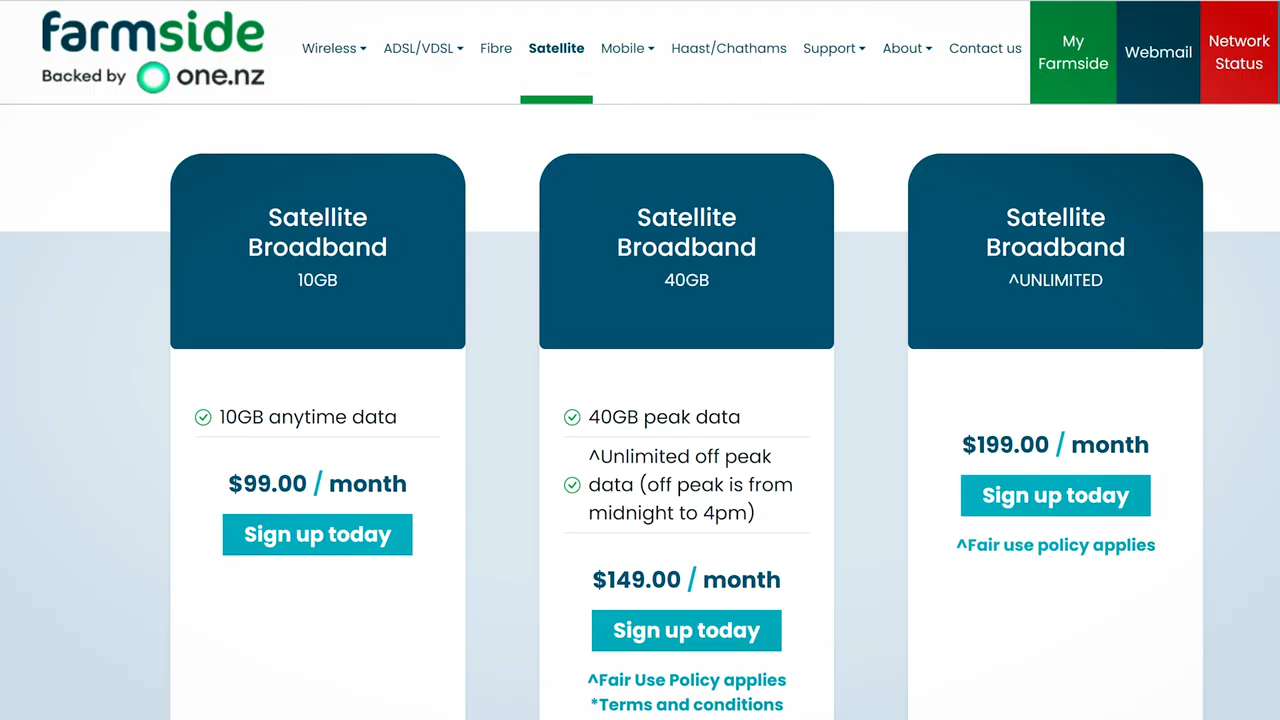 farmside
Backed by one.nz
Wireless
ADSL/VDSL
Fibre
Satellite
Mobile
Haast/Chathams
Support
About
Contact us
My
Farmside
Webmail
Network
Status
Satellite
Broadband
10GB
10GB anytime data
$99.00 / month
Sign up today
Satellite
Broadband
40GB
40GB peak data
^Unlimited off peak
data (off peak is from
midnight to 4pm)
$149.00 / month
Sign up today
^Fair Use Policy applies
*Terms and conditions
Satellite
Broadband
^UNLIMITED
$199.00 / month
Sign up today
^Fair use policy applies